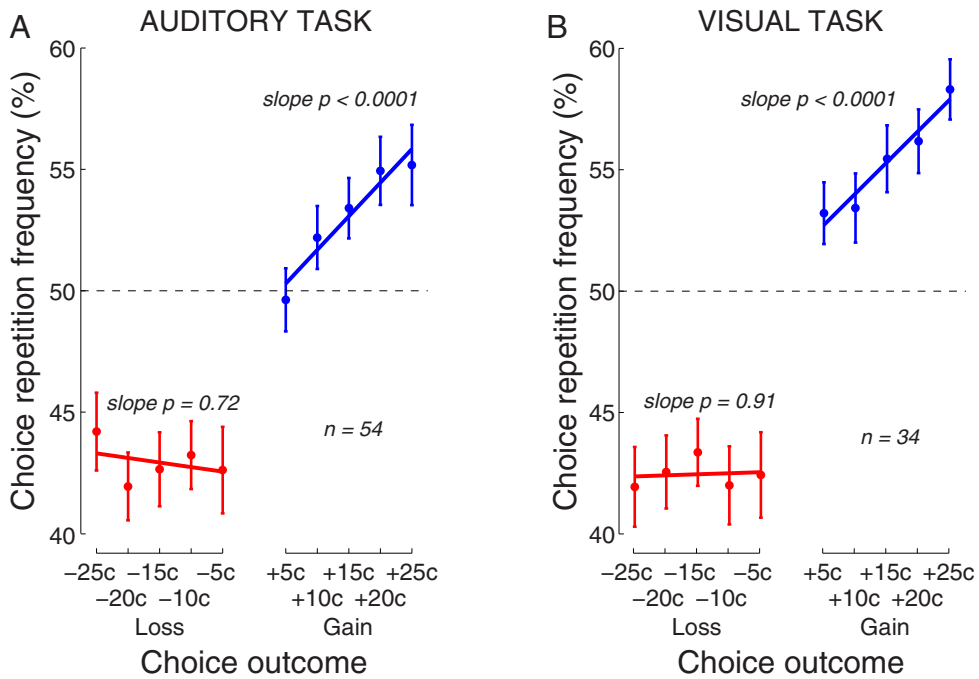 A
AUDITORY TASK
Choice repetition frequency (%)
60
55
50
45
40
slope p < 0.0001
slope p = 0.72
n = 54
−25c −15c −5c
−20c −10c
Loss
+5c +15c +25c
+10c +20c
Gain
Choice outcome
B
VISUAL TASK
Choice repetition frequency (%)
60
55
50
45
40
slope p < 0.0001
slope p = 0.91
n = 34
−25c −15c −5c
−20c −10c
Loss
+5c +15c +25c
+10c +20c
Gain
Choice outcome